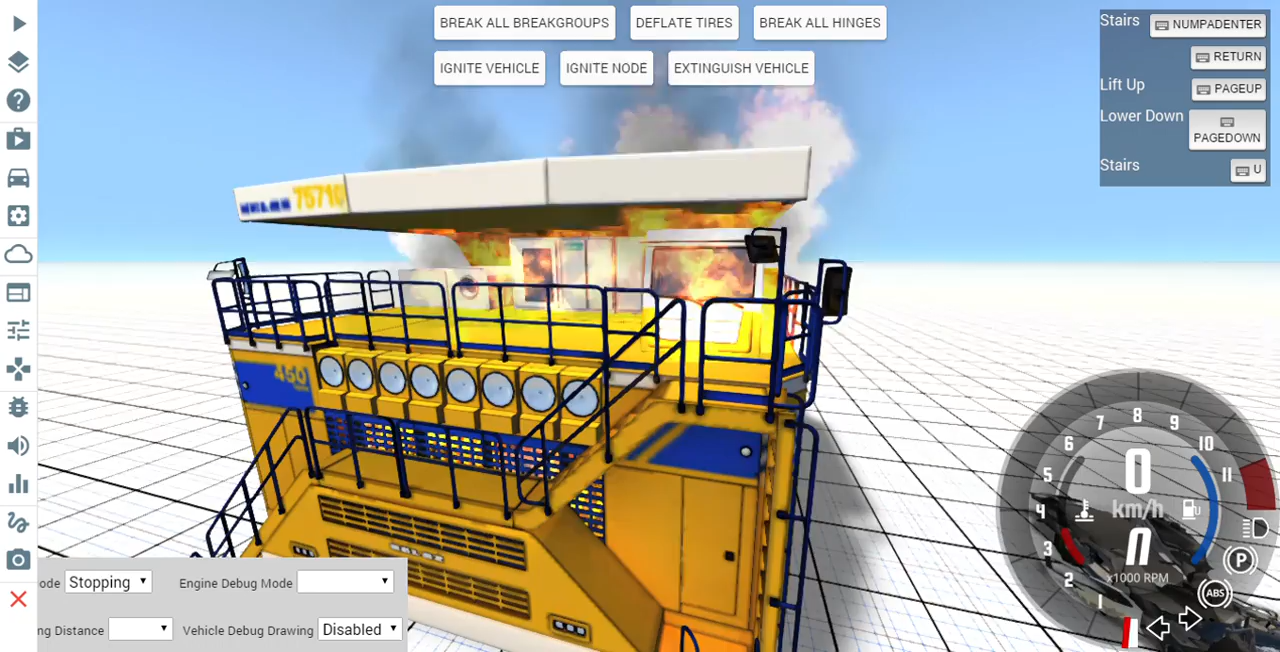 BREAK ALL BREAKGROUPS DEFLATE TIRES BREAK ALL HINGES
IGNITE VEHICLE IGNITE NODE EXTINGUISH VEHICLE
Stairs NUMPADENTER
RETURN
Lift Up PAGEUP
Lower Down PAGEDOWN
Stairs U
75710
450
1 2 3 4 5 6 7 8 9 10 11
0
km/h
x1000 RPM
P
ABS
ode Stopping Engine Debug Mode
ng Distance Vehicle Debug Drawing Disabled